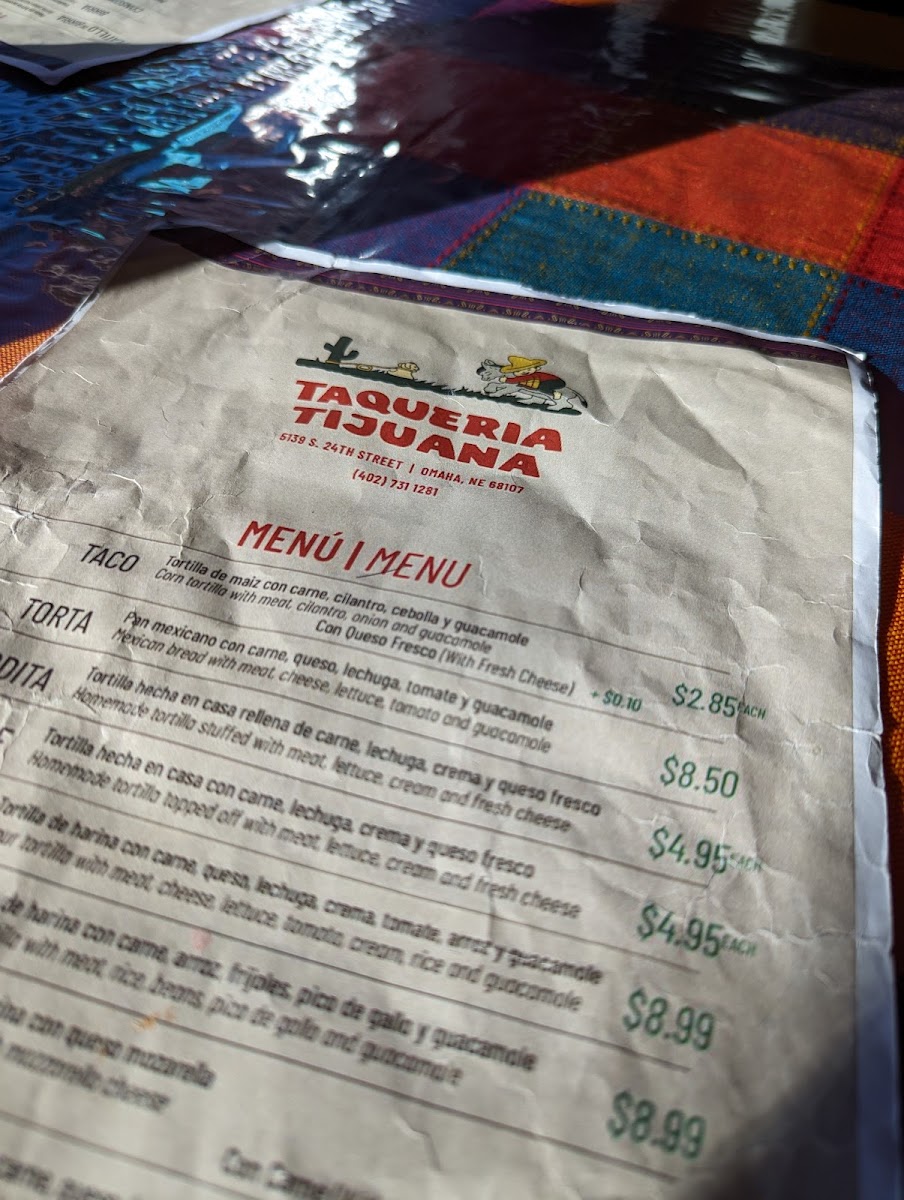 TAQUERIA
TIJUANA
5139 S. 24TH STREET | OMAHA, NE 68107
(402) 731 1281
MENÚ | MENU
TACO
Tortilla de maiz con carne, cilantro, cebolla y guacamole
Corn tortilla with meat, cilantro, onion and guacamole
Con Queso Fresco (With Fresh Cheese) + $0.10
$2.85 EACH
TORTA
Pan mexicano con carne, queso, lechuga, tomate y guacamole
Mexican bread with meat, cheese, lettuce, tomato and guacamole
$8.50
DITA
Tortilla hecha en casa rellena de carne, lechuga, crema y queso fresco
Homemade tortilla stuffed with meat, lettuce, cream and fresh cheese
$4.95 EACH
Tortilla hecha en casa con carne, lechuga, crema y queso fresco
Homemade tortilla topped off with meat, lettuce, cream and fresh cheese
$4.95 EACH
Tortilla de harina con carne, queso, lechuga, crema, tomate, arroz y guacamole
our tortilla with meat, cheese, lettuce, tomato, cream, rice and guacamole
$8.99
de harina con carne, arroz, frijoles, pico de gallo y guacamole
with meat, rice, beans, pico de gallo and guacamole
$8.99
con queso mozarella
mozzarella cheese
Con Carne
carne,